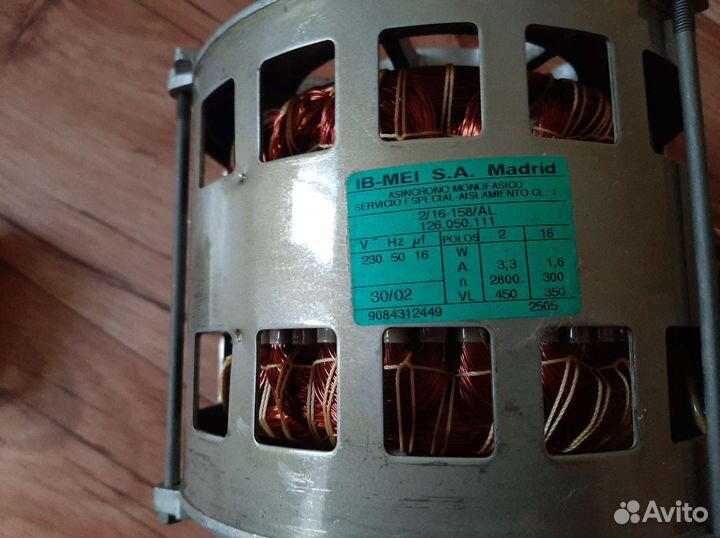 IB-MEI S.A. Madrid
ASINCRONO MONOFASICO
SERVICIO ESPECIAL-AISLAMIENTO CL. F
2/16-158/AL
126.050.111
V~ Hz µf POLOS 2 16
230 50 16 W -
A 3,3 1,6
n 2800 300
30/02 VL 450 350
9084312449 2505
Avito